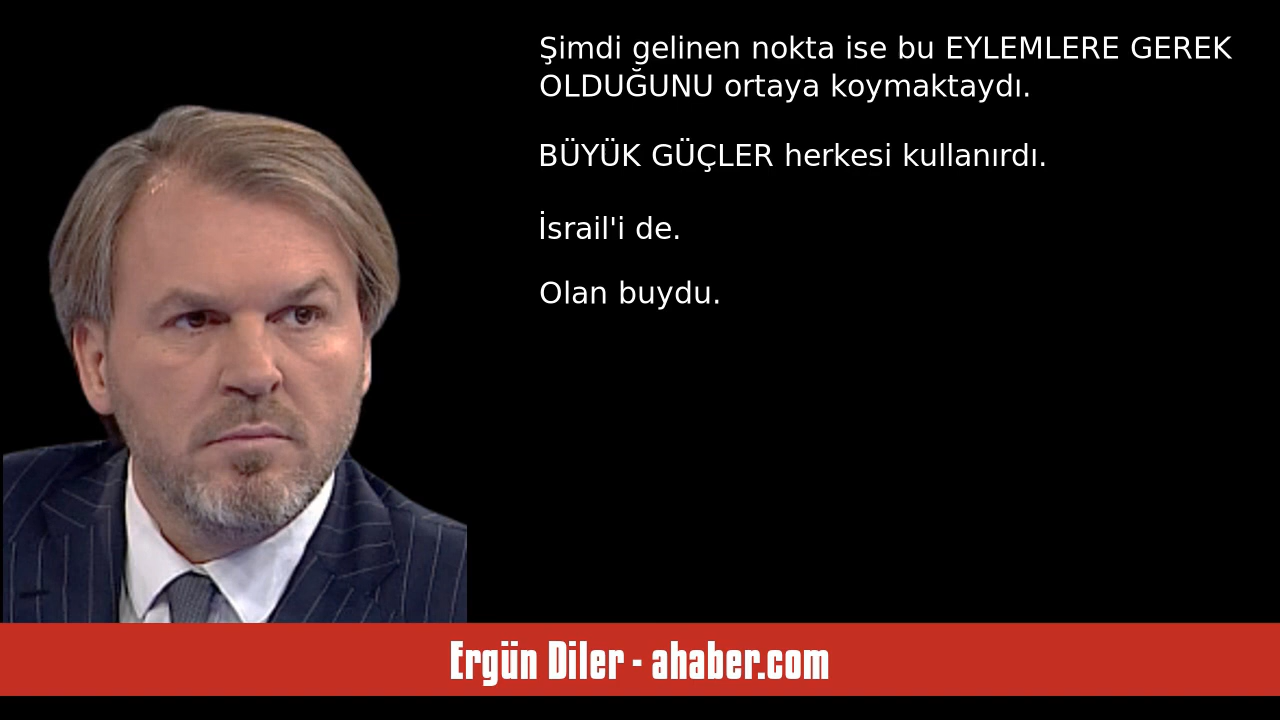 Şimdi gelinen nokta ise bu EYLEMLERE GEREK
OLDUĞUNU ortaya koymaktaydı.
BÜYÜK GÜÇLER herkesi kullanırdı.
İsrail'i de.
Olan buydu.
Ergün Diler - ahaber.com